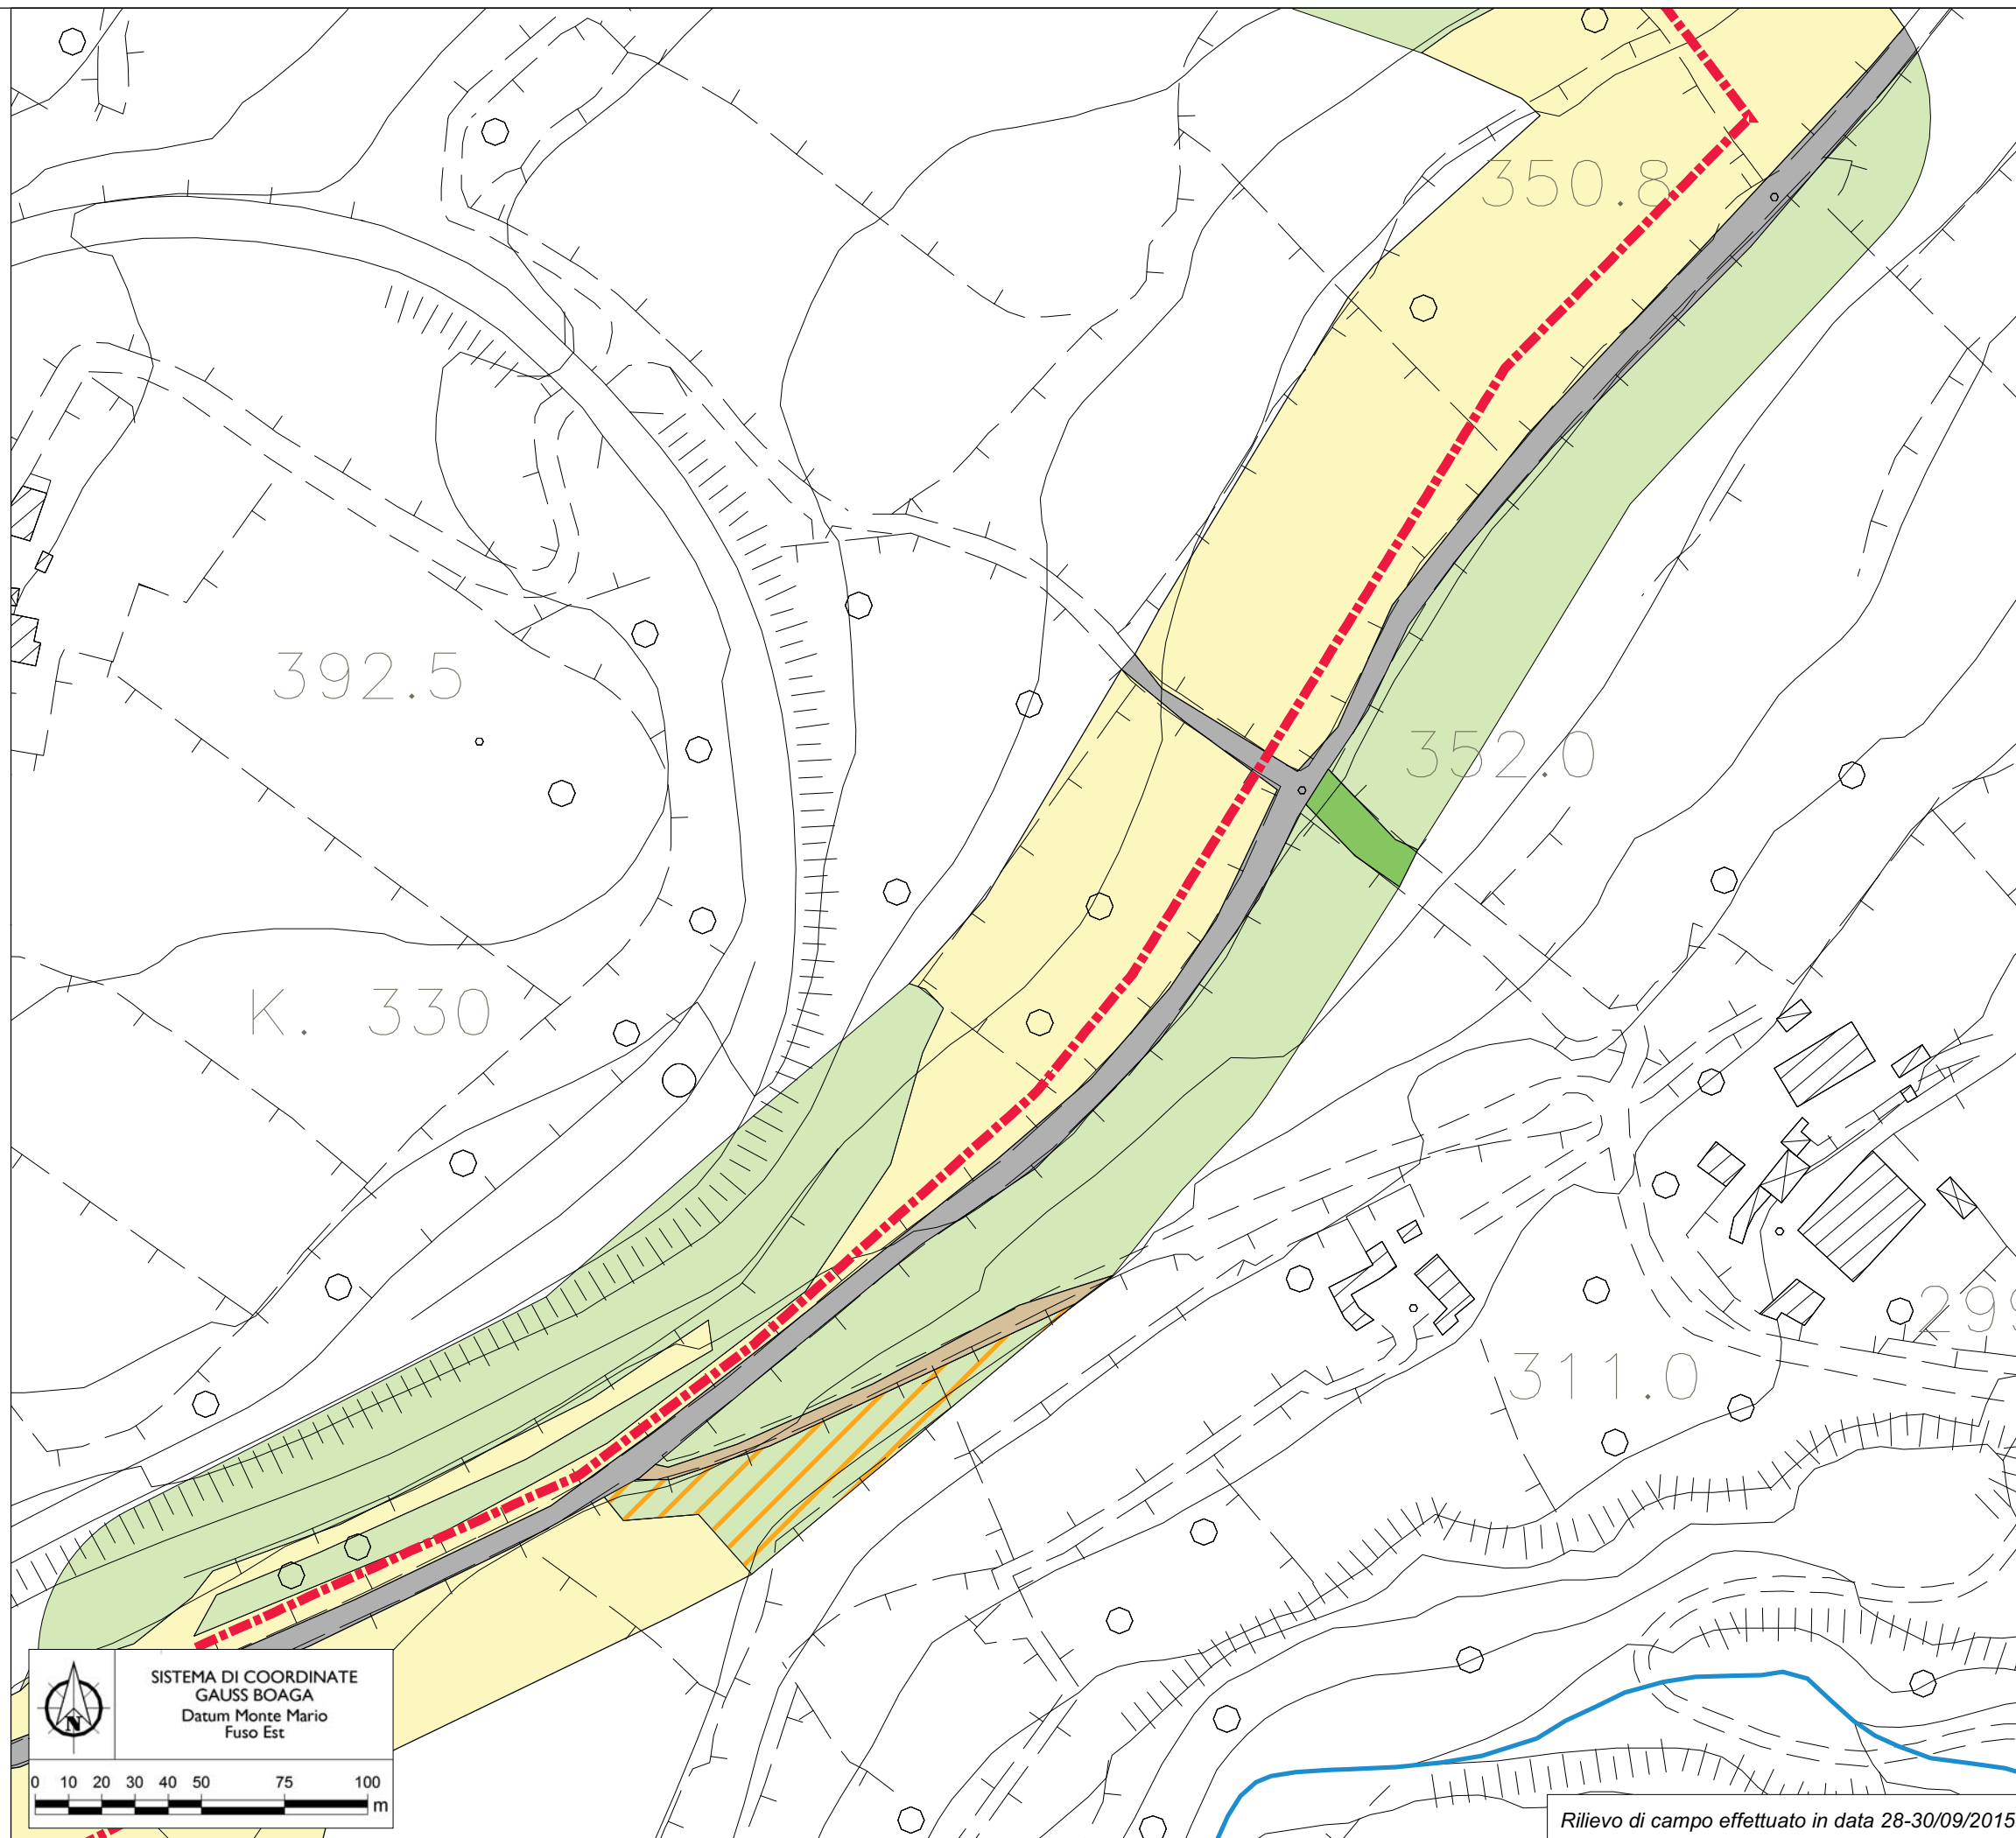 350.8
392.5
352.0
K. 330
311.0
SISTEMA DI COORDINATE
GAUSS BOAGA
Datum Monte Mario
Fuso Est
N
0 10 20 30 40 50 75 100
m
Rilievo di campo effettuato in data 28-30/09/2015